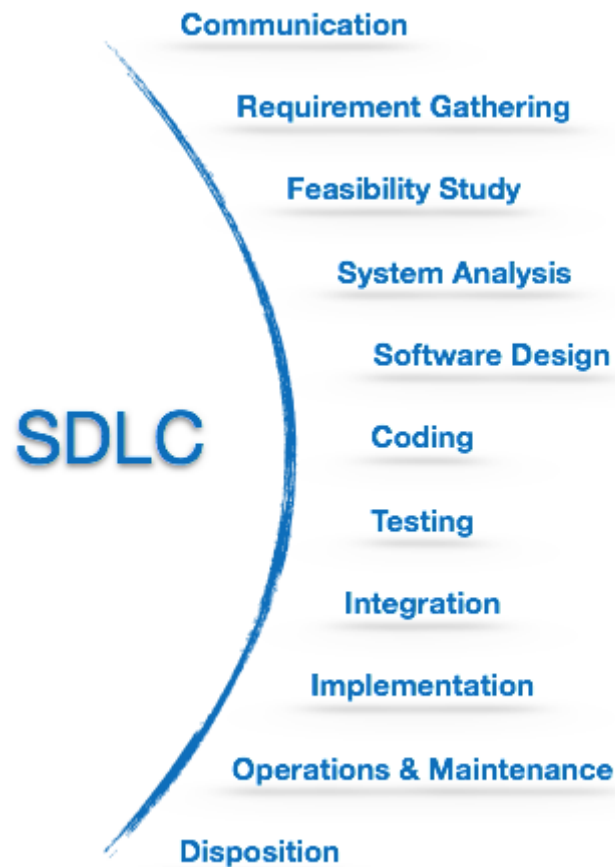 Communication
Requirement Gathering
Feasibility Study
System Analysis
Software Design
SDLC
Coding
Testing
Integration
Implementation
Operations & Maintenance
Disposition